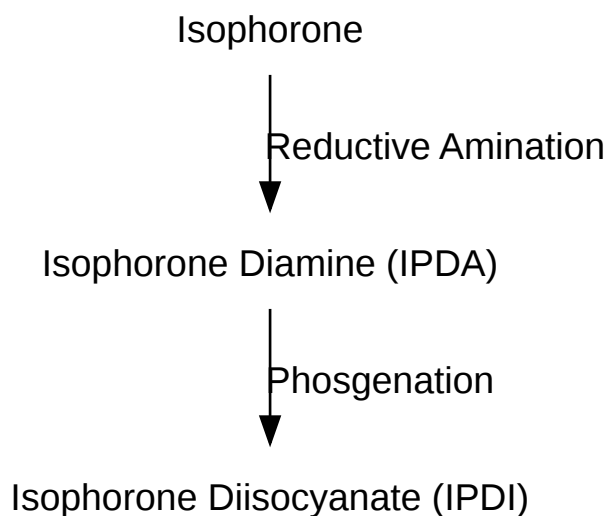 Isophorone
Reductive Amination
Isophorone Diamine (IPDA)
Phosgenation
Isophorone Diisocyanate (IPDI)